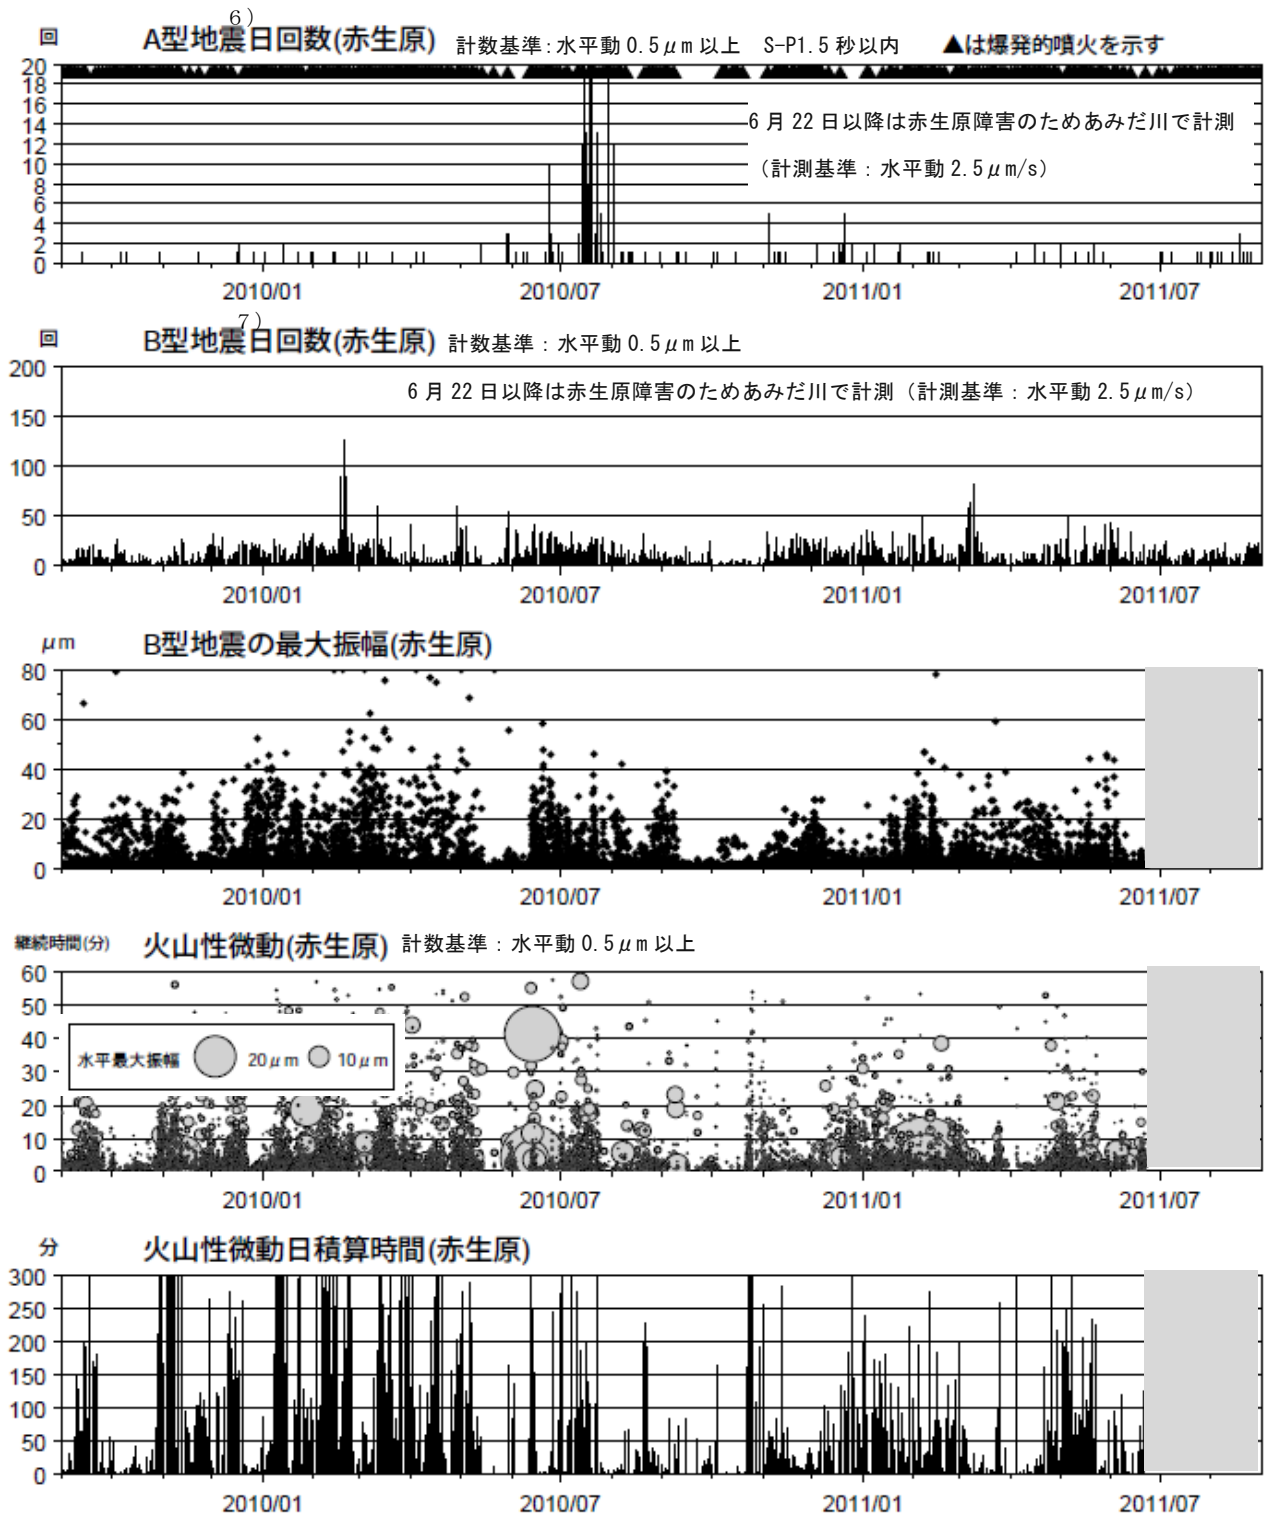 6)
回 A型地震日回数(赤生原) 計数基準:水平動 0.5μm 以上 S-P1.5 秒以内 ▲は爆発的噴火を示す
20
18
16
14
12
10
8
6
4
2
0
6 月 22 日以降は赤生原障害のためあみだ川で計測
(計測基準:水平動 2.5μm/s)
2010/01 2010/07 2011/01 2011/07
7)
回 B型地震日回数(赤生原) 計数基準:水平動 0.5μm 以上
200
150
100
50
0
6 月 22 日以降は赤生原障害のためあみだ川で計測(計測基準:水平動 2.5μm/s)
2010/01 2010/07 2011/01 2011/07
μm B型地震の最大振幅(赤生原)
80
60
40
20
0
2010/01 2010/07 2011/01 2011/07
継続時間(分) 火山性微動(赤生原) 計数基準:水平動 0.5μm 以上
60
50
40
30
20
10
0
水平最大振幅 20μm 10μm
2010/01 2010/07 2011/01 2011/07
分 火山性微動日積算時間(赤生原)
300
250
200
150
100
50
0
2010/01 2010/07 2011/01 2011/07